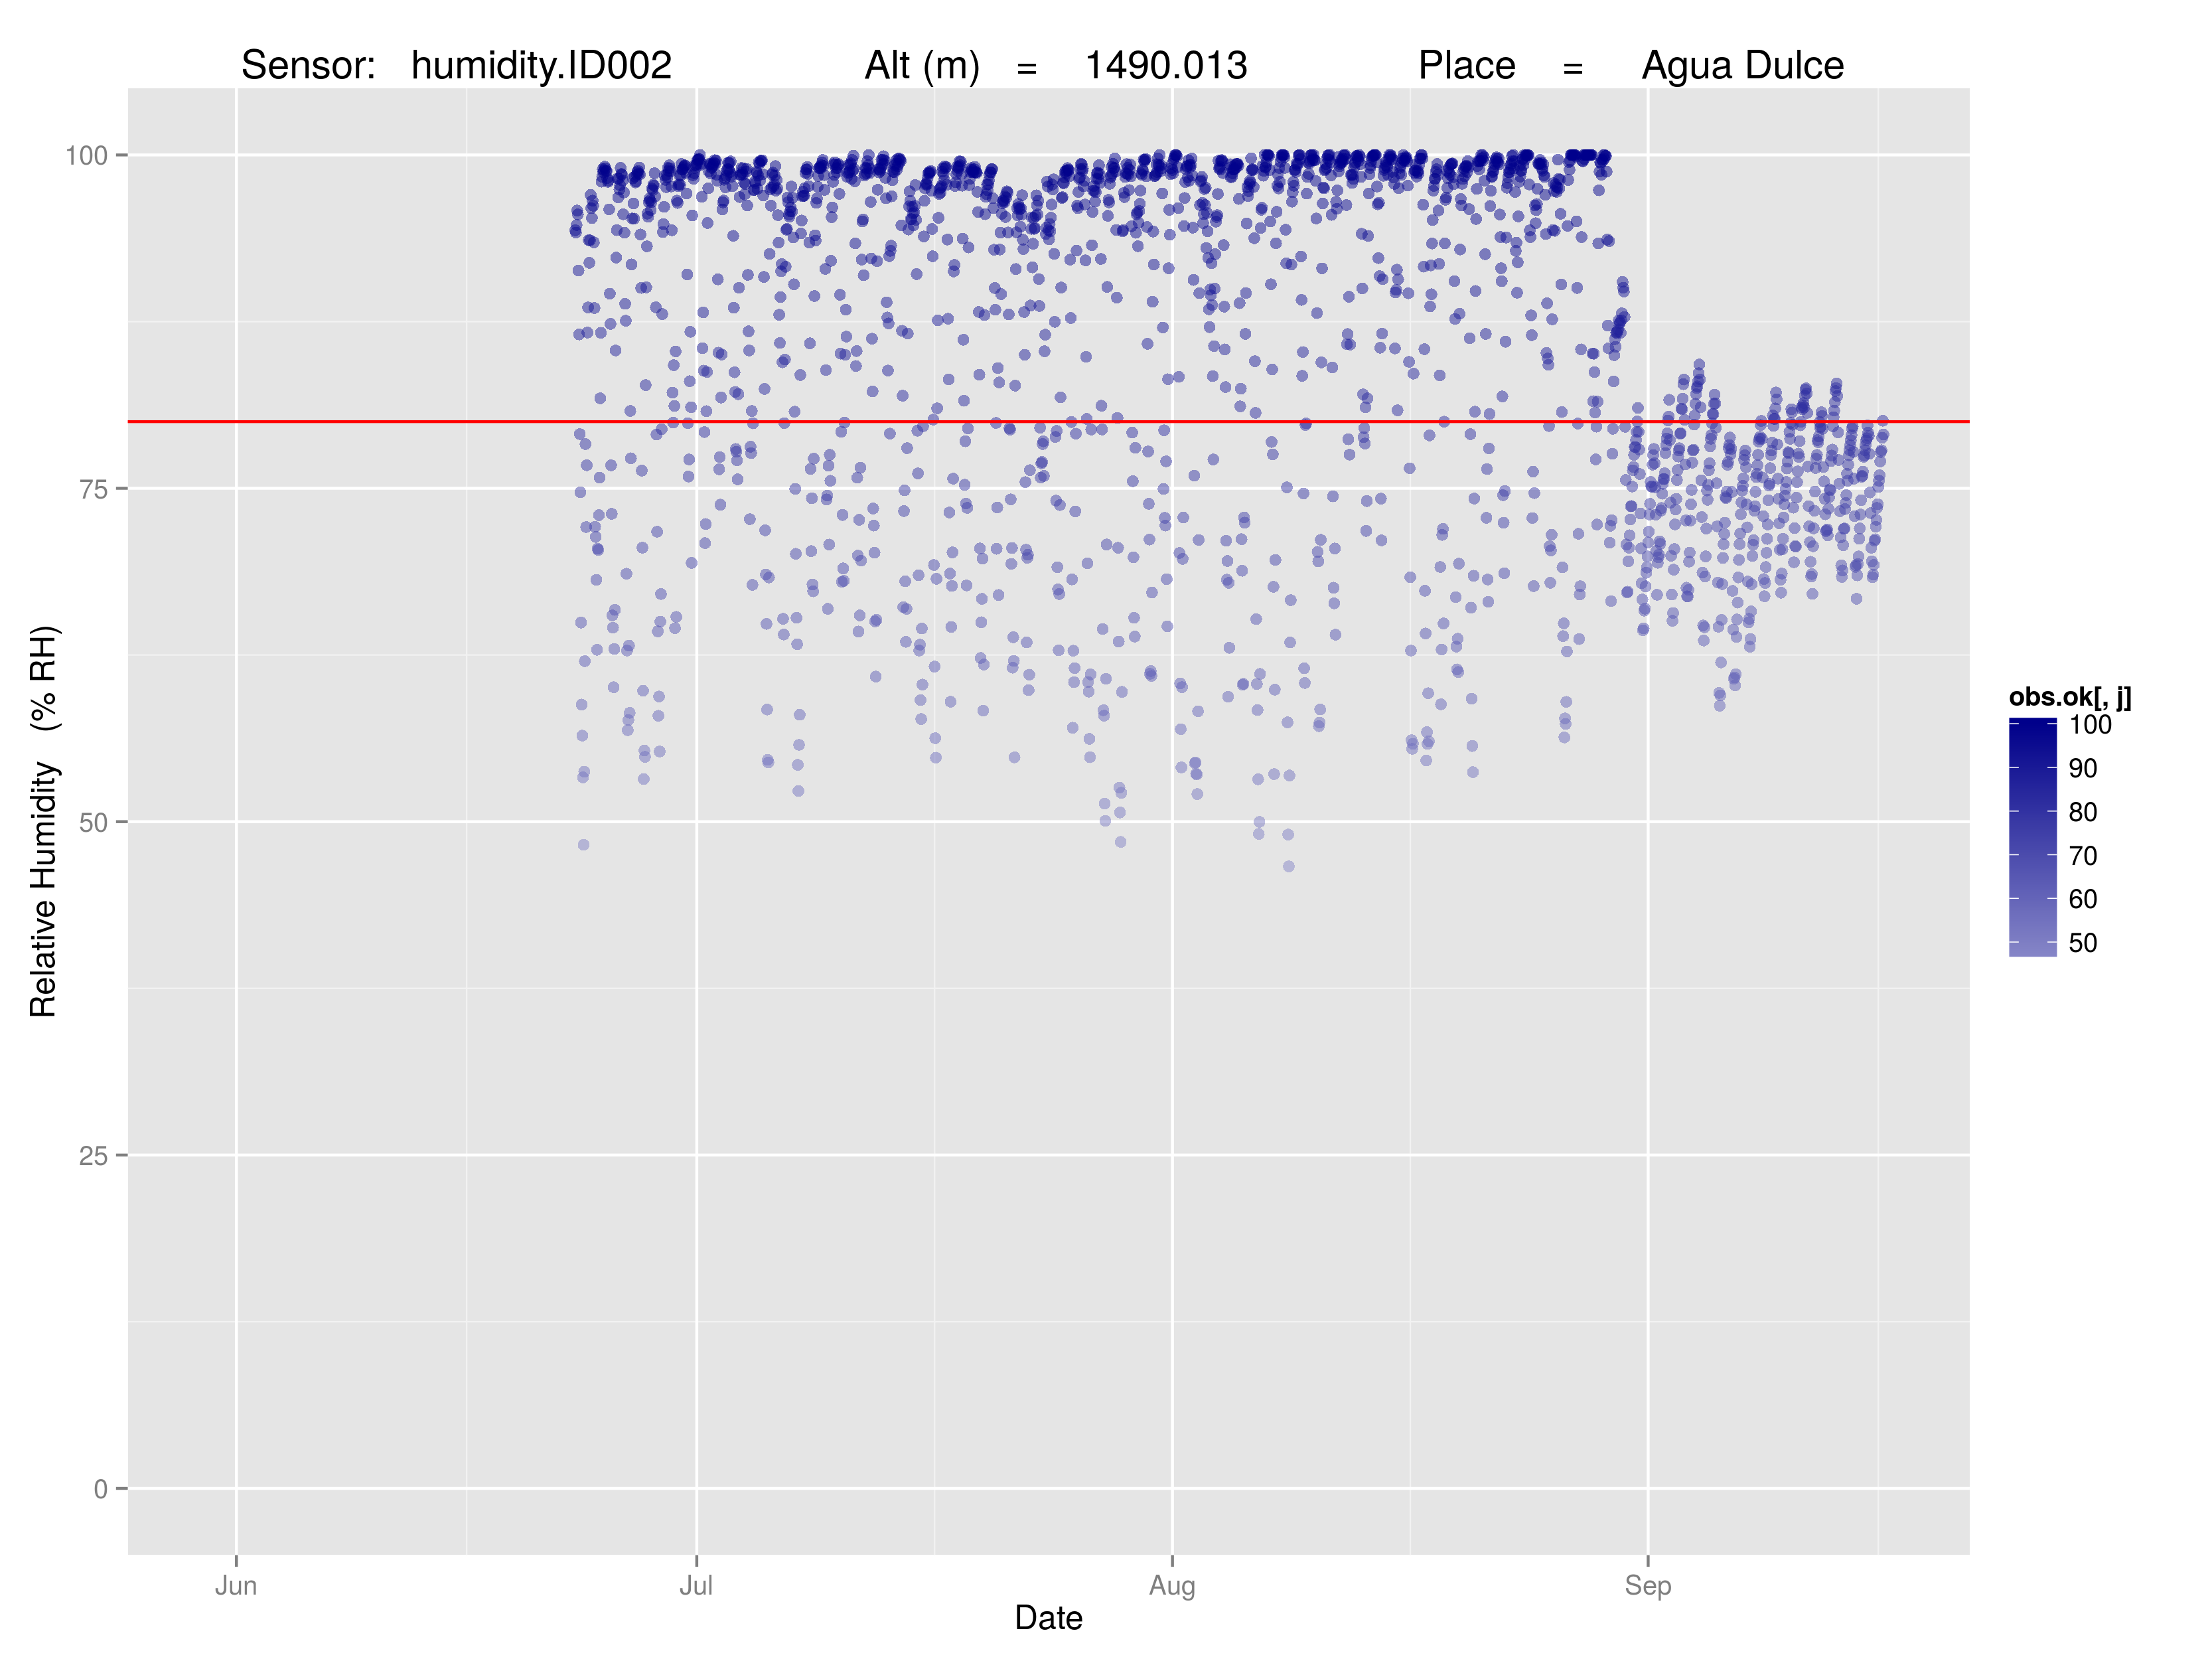 Sensor: humidity.ID002 Alt (m) = 1490.013 Place = Agua Dulce
100
75
50
25
0
Relative Humidity (% RH)
Jun Jul Aug Sep
Date
obs.ok[, j]
100
90
80
70
60
50